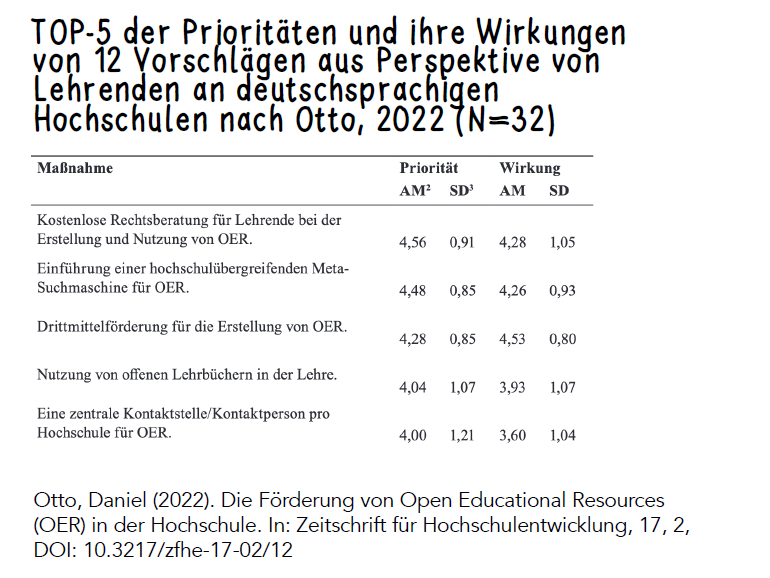 TOP-5 der Prioritäten und ihre Wirkungen
von 12 Vorschlägen aus Perspektive von
Lehrenden an deutschsprachigen
Hochschulen nach Otto, 2022 (N=32)
Maßnahme Priorität Wirkung
AM² SD³ AM SD
Kostenlose Rechtsberatung für Lehrende bei der
Erstellung und Nutzung von OER. 4,56 0,91 4,28 1,05
Einführung einer hochschulübergreifenden Meta-
Suchmaschine für OER. 4,48 0,85 4,26 0,93
Drittmittelförderung für die Erstellung von OER.
4,28 0,85 4,53 0,80
Nutzung von offenen Lehrbüchern in der Lehre.
4,04 1,07 3,93 1,07
Eine zentrale Kontaktstelle/Kontaktperson pro
Hochschule für OER. 4,00 1,21 3,60 1,04
Otto, Daniel (2022). Die Förderung von Open Educational Resources
(OER) in der Hochschule. In: Zeitschrift für Hochschulentwicklung, 17, 2,
DOI: 10.3217/zfhe-17-02/12